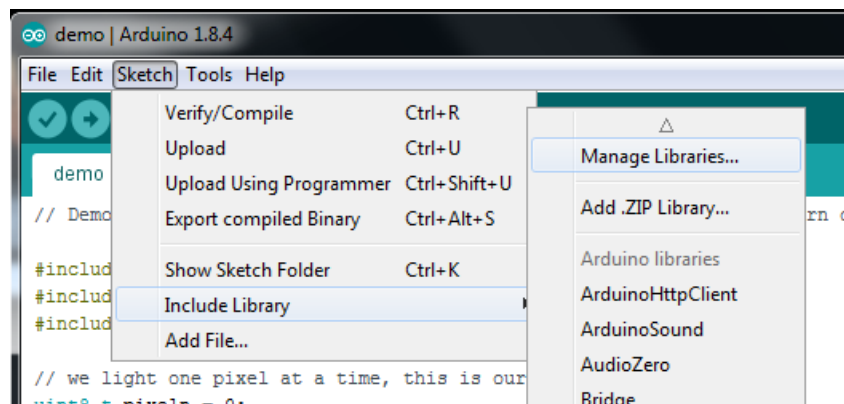 demo | Arduino 1.8.4
File Edit Sketch Tools Help
Verify/Compile Ctrl+R
Upload Ctrl+U
Upload Using Programmer Ctrl+Shift+U
Export compiled Binary Ctrl+Alt+S
Show Sketch Folder Ctrl+K
Include Library
Add File...
Manage Libraries...
Add .ZIP Library...
Arduino libraries
ArduinoHttpClient
ArduinoSound
AudioZero
Bridge
demo
// Demo
#includ
#includ
#includ
// we light one pixel at a time, this is our
uint8_t pixeln = 0;